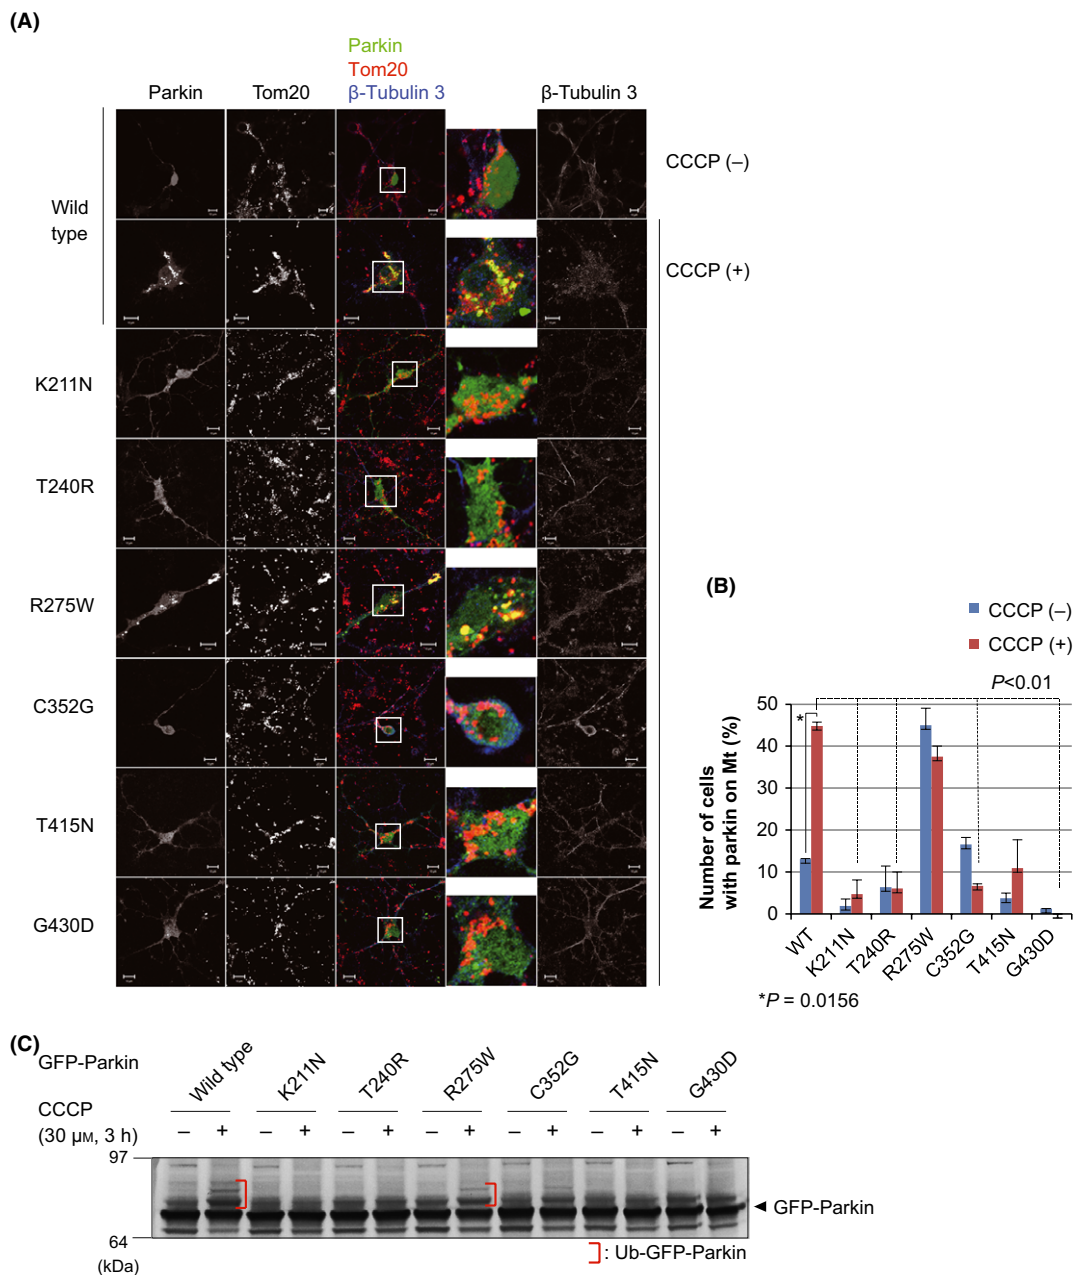 (A)
Parkin
Tom20
β-Tubulin 3
Parkin
Tom20
β-Tubulin 3
CCCP (–)
Wild
type
CCCP (+)
K211N
T240R
R275W
C352G
T415N
G430D
(B)
CCCP (–)
CCCP (+)
P<0.01
*
Number of cells
with parkin on Mt (%)
50
40
30
20
10
0
WT
K211N
T240R
R275W
C352G
T415N
G430D
*P = 0.0156
(C)
GFP-Parkin
Wild type
K211N
T240R
R275W
C352G
T415N
G430D
CCCP
(30 μM, 3 h)
– + – + – + – + – + – + – +
97
64
(kDa)
GFP-Parkin
: Ub-GFP-Parkin